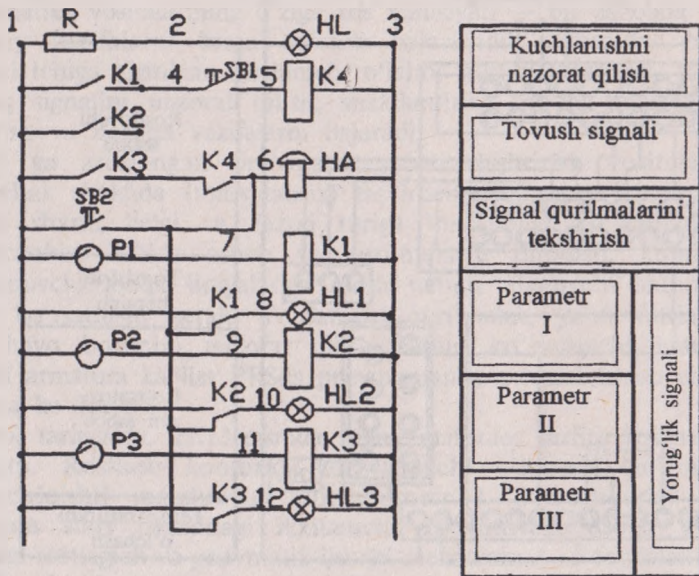 1 R 2 HL 3
K1 4 SB1 5 K4
K2
K3 K4 6 HA
SB2
7
P1 K1
K1 8 HL1
P2 9 K2
K2 10 HL2
P3 11 K3
K3 12 HL3
Kuchlanishni
nazorat qilish
Tovush signali
Signal qurilmalarini
tekshirish
Parametr
I
Parametr
II
Parametr
III
Yorug'lik signali